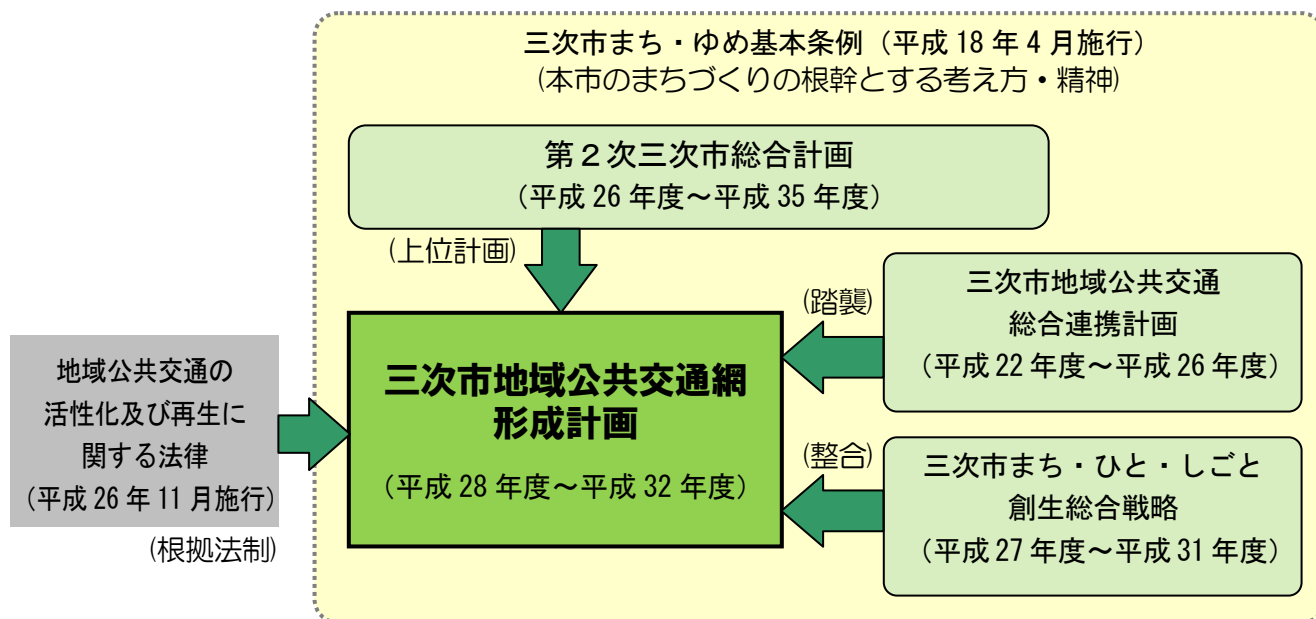 三次市まち・ゆめ基本条例（平成 18 年 4 月施行）
(本市のまちづくりの根幹とする考え方・精神)
第２次三次市総合計画
（平成 26 年度～平成 35 年度）
(上位計画)
三次市地域公共交通
総合連携計画
（平成 22 年度～平成 26 年度）
(踏襲)
地域公共交通の
活性化及び再生に
関する法律
（平成 26 年 11 月施行）
(根拠法制)
三次市地域公共交通網
形成計画
（平成 28 年度～平成 32 年度）
(整合)
三次市まち・ひと・しごと
創生総合戦略
（平成 27 年度～平成 31 年度）